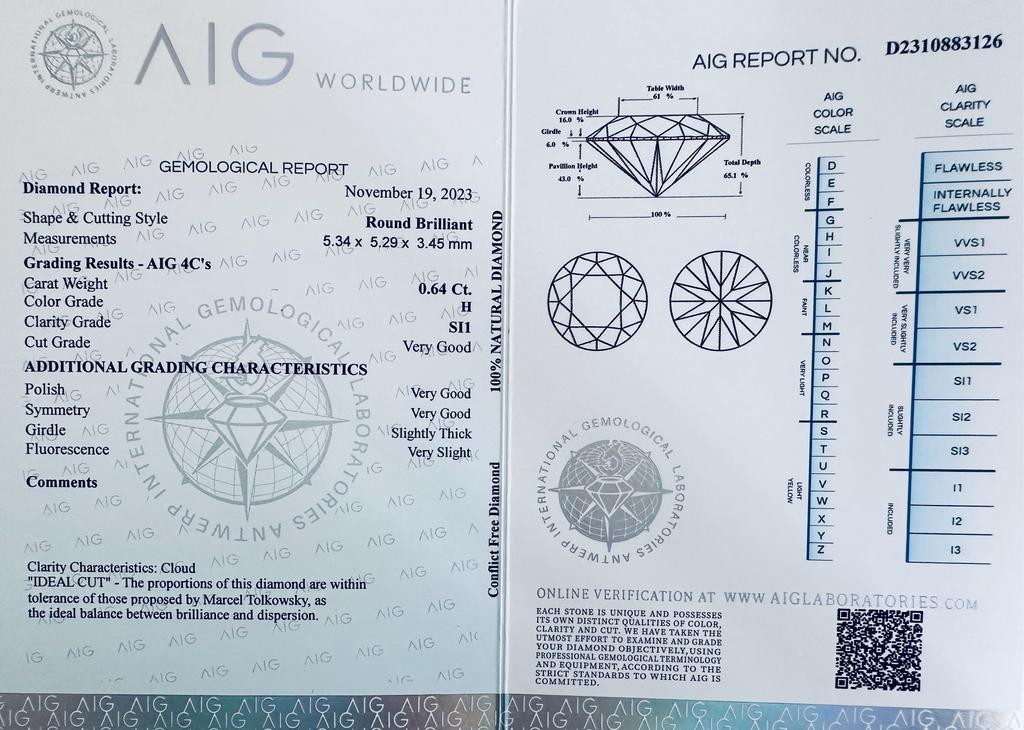 INTERNATIONAL GEMOLOGICAL LABORATORIES ANTWERP
AIG
WORLDWIDE
GEMOLOGICAL REPORT
Diamond Report: November 19, 2023
Shape & Cutting Style Round Brilliant
Measurements 5.34 x 5.29 x 3.45 mm
Grading Results - AIG 4C's
Carat Weight 0.64 Ct.
Color Grade H
Clarity Grade SI1
Cut Grade Very Good
ADDITIONAL GRADING CHARACTERISTICS
Polish Very Good
Symmetry Very Good
Girdle Slightly Thick
Fluorescence Very Slight
Comments
INTERNATIONAL GEMOLOGICAL LABORATORIES ANTWERP
Clarity Characteristics: Cloud
"IDEAL CUT" - The proportions of this diamond are within
tolerance of those proposed by Marcel Tolkowsky, as
the ideal balance between brilliance and dispersion.
100% NATURAL DIAMOND
Conflict Free Diamond
AIG REPORT NO. D2310883126
Table Width
61 %
Crown Height
16.0 %
Girdle
6.0 %
Pavillion Height
43.0 %
Total Depth
65.1 %
100 %
AIG
COLOR
SCALE
COLORLESS
D
E
F
NEAR
COLORLESS
G
H
I
J
FAINT
K
L
M
VERY LIGHT
N
O
P
Q
R
LIGHT
YELLOW
S
T
U
V
W
X
Y
Z
AIG
CLARITY
SCALE
FLAWLESS
INTERNALLY
FLAWLESS
VERY VERY
SLIGHTLY INCLUDED
VVS1
VVS2
VERY SLIGHTLY
INCLUDED
VS1
VS2
SLIGHTLY
INCLUDED
SI1
SI2
SI3
INCLUDED
I1
I2
I3
INTERNATIONAL GEMOLOGICAL LABORATORIES ANTWERP
ONLINE VERIFICATION AT WWW.AIGLABORATORIES.COM
EACH STONE IS UNIQUE AND POSSESSES
ITS OWN DISTINCT QUALITIES OF COLOR,
CLARITY AND CUT. WE HAVE TAKEN THE
UTMOST EFFORT TO EXAMINE AND GRADE
YOUR DIAMOND OBJECTIVELY, USING
PROFESSIONAL GEMOLOGICAL TERMINOLOGY
AND EQUIPMENT, ACCORDING TO THE
STRICT STANDARDS TO WHICH AIG IS
COMMITTED.